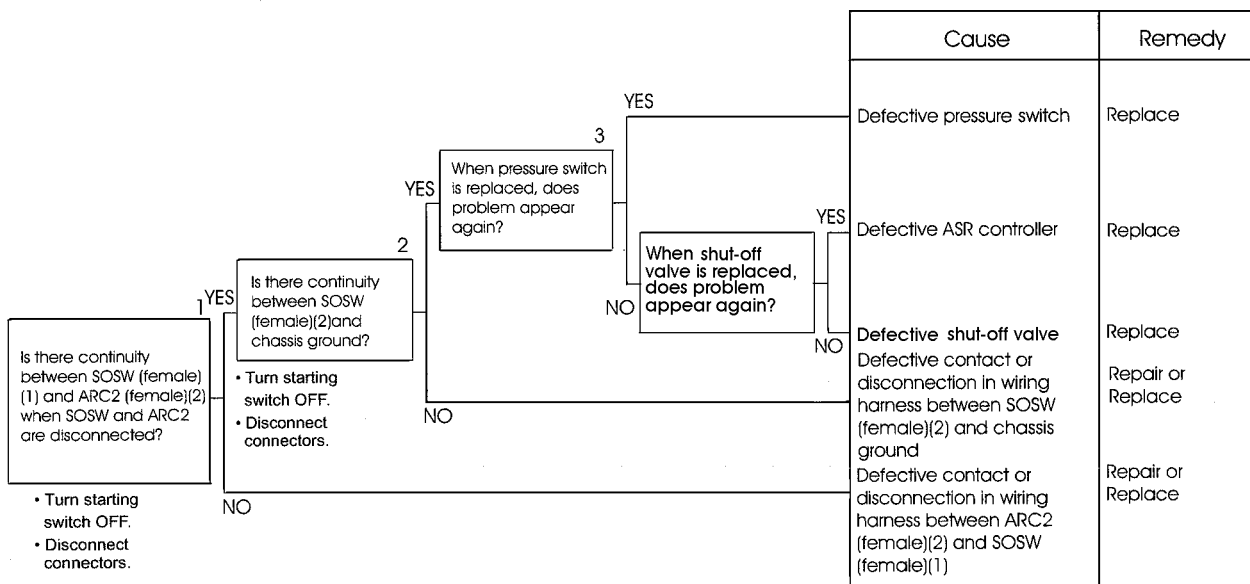 Cause
Remedy
YES
Defective pressure switch
Replace
3
When pressure switch
is replaced, does
problem appear
again?
YES
YES
Defective ASR controller
Replace
2
When shut-off
valve is replaced,
does problem
appear again?
Is there continuity
between SOSW
(female)(2)and
chassis ground?
1
YES
NO
NO
Defective shut-off valve
Replace
Is there continuity
between SOSW (female)
(1) and ARC2 (female)(2)
when SOSW and ARC2
are disconnected?
• Turn starting
switch OFF.
• Disconnect
connectors.
NO
Defective contact or
disconnection in wiring
harness between SOSW
(female)(2) and chassis
ground
Repair or
Replace
• Turn starting
switch OFF.
• Disconnect
connectors.
NO
Defective contact or
disconnection in wiring
harness between ARC2
(female)(2) and SOSW
(female)(1)
Repair or
Replace